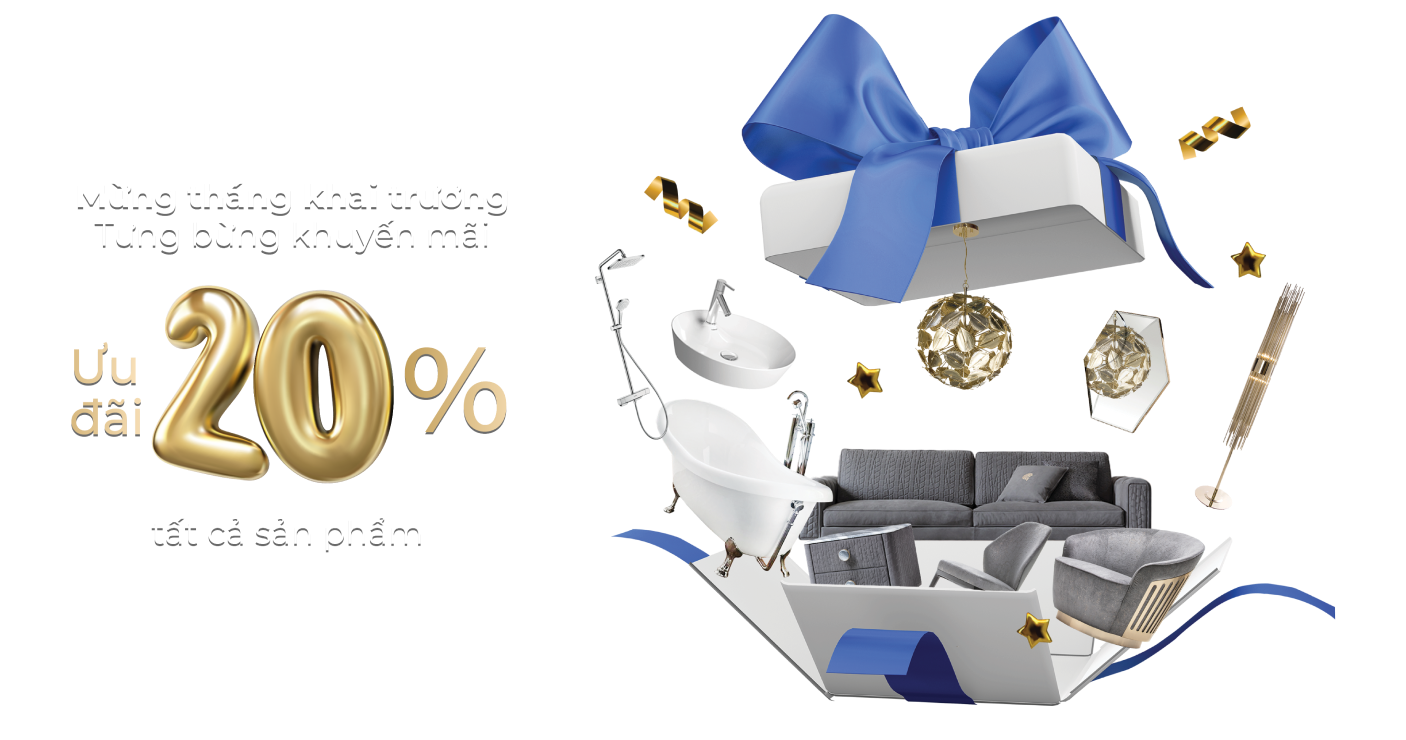 Mừng tháng khai trương
Tưng bừng khuyến mãi
Ưu
đãi
20%
tất cả sản phẩm